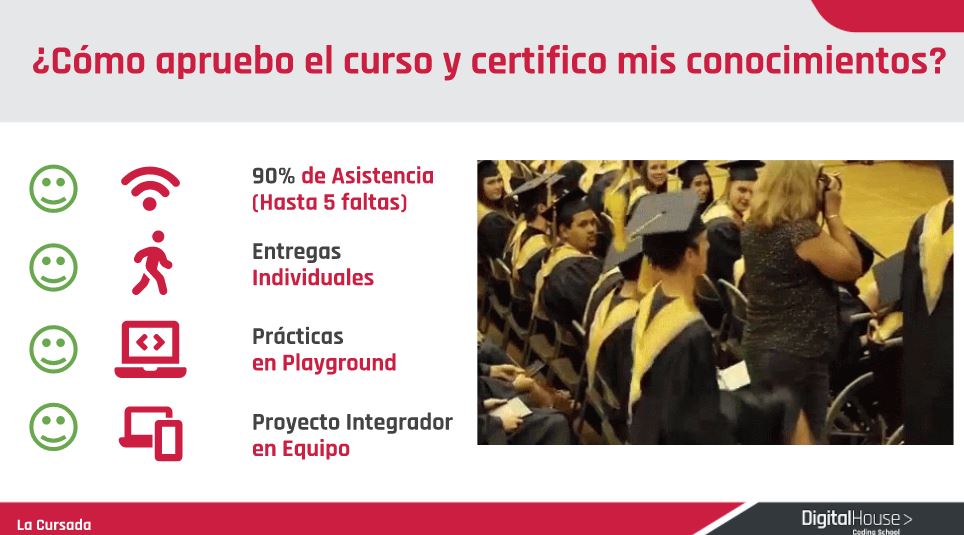 ¿Cómo apruebo el curso y certifico mis conocimientos?
90% de Asistencia
(Hasta 5 faltas)
Entregas
Individuales
Prácticas
en Playground
Proyecto Integrador
en Equipo
La Cursada
DigitalHouse>
Coding School